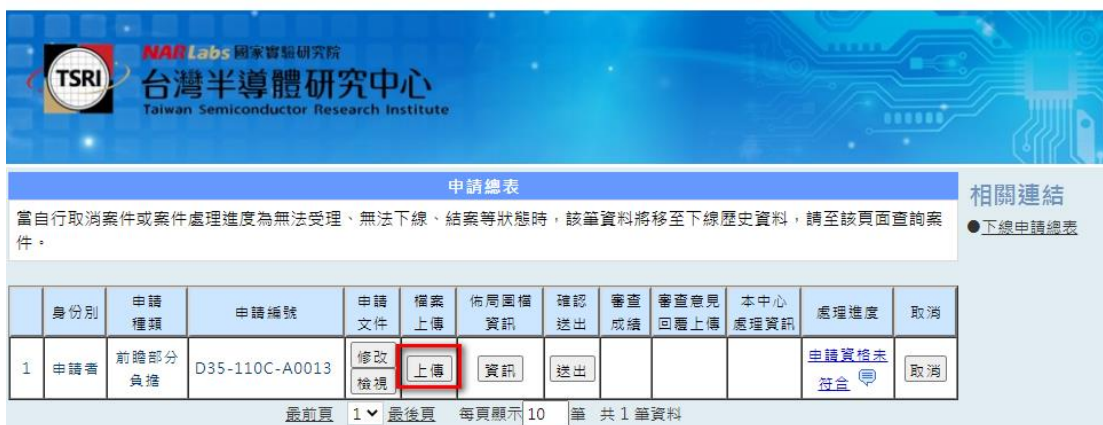 NARLabs 國家實驗研究院
TSRI
台灣半導體研究中心
Taiwan Semiconductor Research Institute
申請總表
當自行取消案件或案件處理進度為無法受理、無法下線、結案等狀態時，該筆資料將移至下線歷史資料，請至該頁面查詢案
件。
相關連結
●下線申請總表
身份別 申請種類 申請編號 申請文件 檔案上傳 佈局圖檔資訊 確認送出 審查成績 審查意見回覆上傳 本中心處理資訊 處理進度 取消
1 申請者 前瞻部分負擔 D35-110C-A0013 修改 檢視 上傳 資訊 送出 申請資格未符合 取消
最前頁 1 最後頁 每頁顯示 10 筆 共 1 筆資料